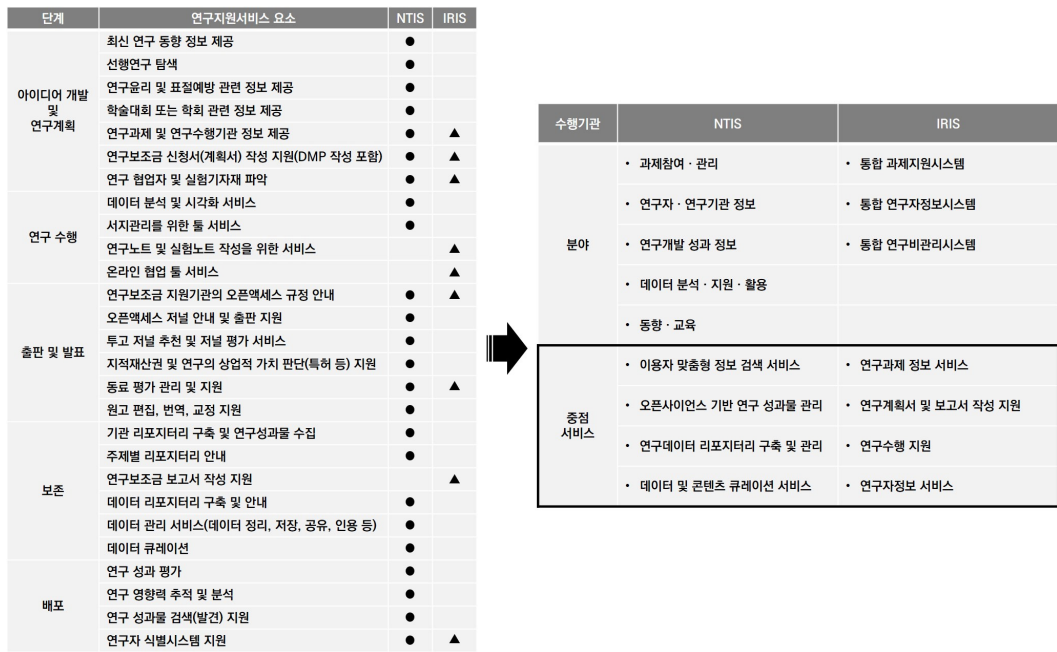 단계 연구지원서비스 요소 NTIS IRIS
아이디어 개발
및
연구계획
최신 연구 동향 정보 제공 ●
선행연구 탐색 ●
연구윤리 및 표절예방 관련 정보 제공 ●
학술대회 또는 학회 관련 정보 제공 ●
연구과제 및 연구수행기관 정보 제공 ● ▲
연구보조금 신청서(계획서) 작성 지원(DMP 작성 포함) ● ▲
연구 협업자 및 실험기자재 파악 ● ▲
연구 수행
데이터 분석 및 시각화 서비스 ●
서지관리를 위한 툴 서비스 ●
연구노트 및 실험노트 작성을 위한 서비스 ▲
온라인 협업 툴 서비스 ▲
출판 및 발표
연구보조금 지원기관의 오픈액세스 규정 안내 ● ▲
오픈액세스 저널 안내 및 출판 지원 ●
투고 저널 추천 및 저널 평가 서비스 ●
지적재산권 및 연구의 상업적 가치 판단(특허 등) 지원 ●
동료 평가 관리 및 지원 ● ▲
원고 편집, 번역, 교정 지원 ●
보존
기관 리포지터리 구축 및 연구성과물 수집 ●
주제별 리포지터리 안내 ●
연구보조금 보고서 작성 지원 ▲
데이터 리포지터리 구축 및 안내 ●
데이터 관리 서비스(데이터 정리, 저장, 공유, 인용 등) ●
데이터 큐레이션 ●
배포
연구 성과 평가 ●
연구 영향력 추적 및 분석 ●
연구 성과물 검색(발견) 지원 ●
연구자 식별시스템 지원 ● ▲
수행기관 NTIS IRIS
분야
• 과제참여 · 관리 • 통합 과제지원시스템
• 연구자 · 연구기관 정보 • 통합 연구자정보시스템
• 연구개발 성과 정보 • 통합 연구비관리시스템
• 데이터 분석 · 지원 · 활용
• 동향 · 교육
중점
서비스
• 이용자 맞춤형 정보 검색 서비스 • 연구과제 정보 서비스
• 오픈사이언스 기반 연구 성과물 관리 • 연구계획서 및 보고서 작성 지원
• 연구데이터 리포지터리 구축 및 관리 • 연구수행 지원
• 데이터 및 콘텐츠 큐레이션 서비스 • 연구자정보 서비스